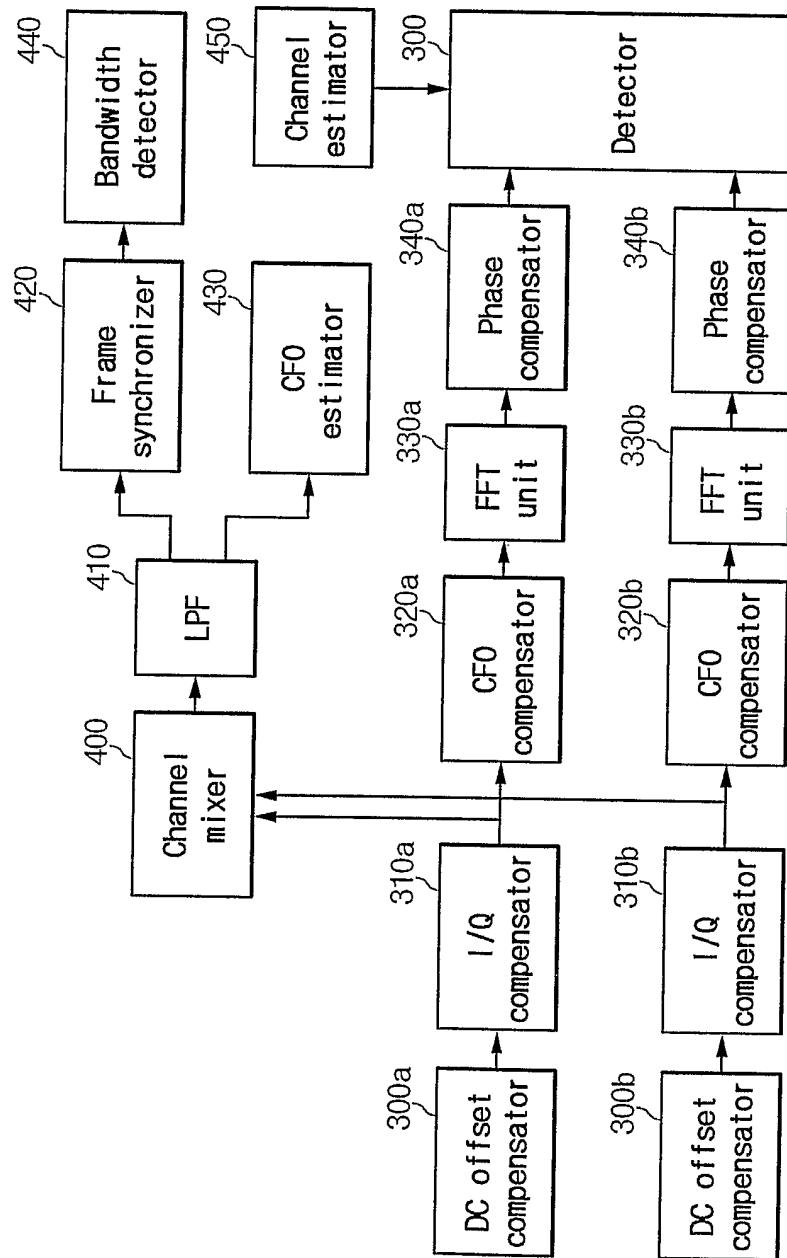 440
Bandwidth
detector
420
Frame
synchronizer
410
LPF
400
Channel
mixer
430
CFO
estimator
450
Channel
estimator
300a
DC offset
compensator
310a
I/Q
compensator
320a
CFO
compensator
330a
FFT
unit
340a
Phase
compensator
300
Detector
300b
DC offset
compensator
310b
I/Q
compensator
320b
CFO
compensator
330b
FFT
unit
340b
Phase
compensator